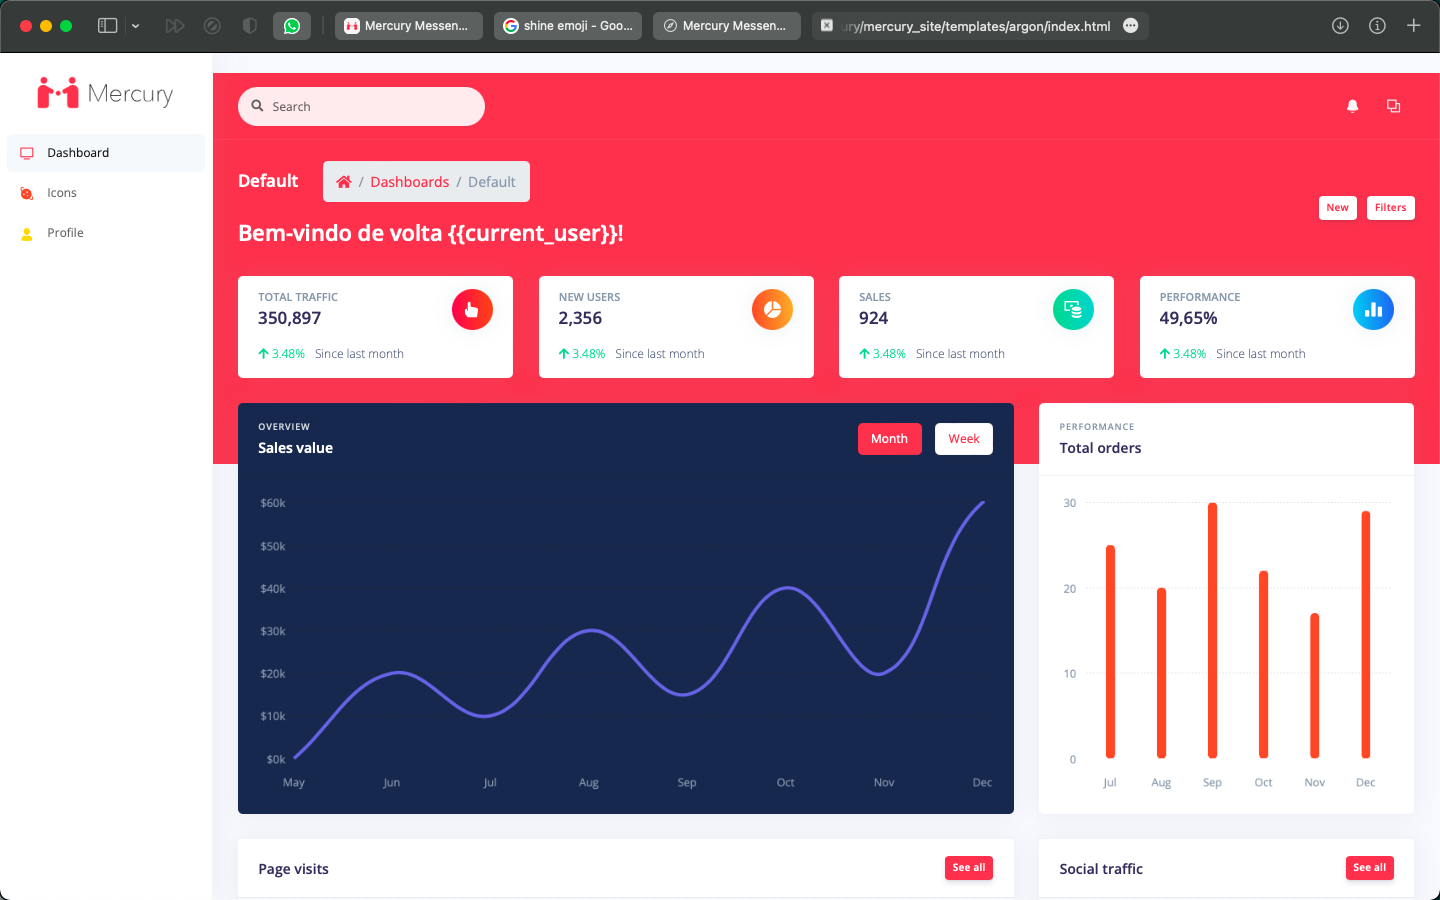 Mercury Messen...
shine emoji - Goo...
Mercury Messen...
ury/mercury_site/templates/argon/index.html
Mercury
Dashboard
Icons
Profile
Search
Default
/ Dashboards / Default
New
Filters
Bem-vindo de volta {{current_user}}!
TOTAL TRAFFIC
350,897
3.48% Since last month
NEW USERS
2,356
3.48% Since last month
SALES
924
3.48% Since last month
PERFORMANCE
49,65%
3.48% Since last month
OVERVIEW
Sales value
Month
Week
$60k
$50k
$40k
$30k
$20k
$10k
$0k
May Jun Jul Aug Sep Oct Nov Dec
PERFORMANCE
Total orders
30
20
10
0
Jul Aug Sep Oct Nov Dec
Page visits
See all
Social traffic
See all